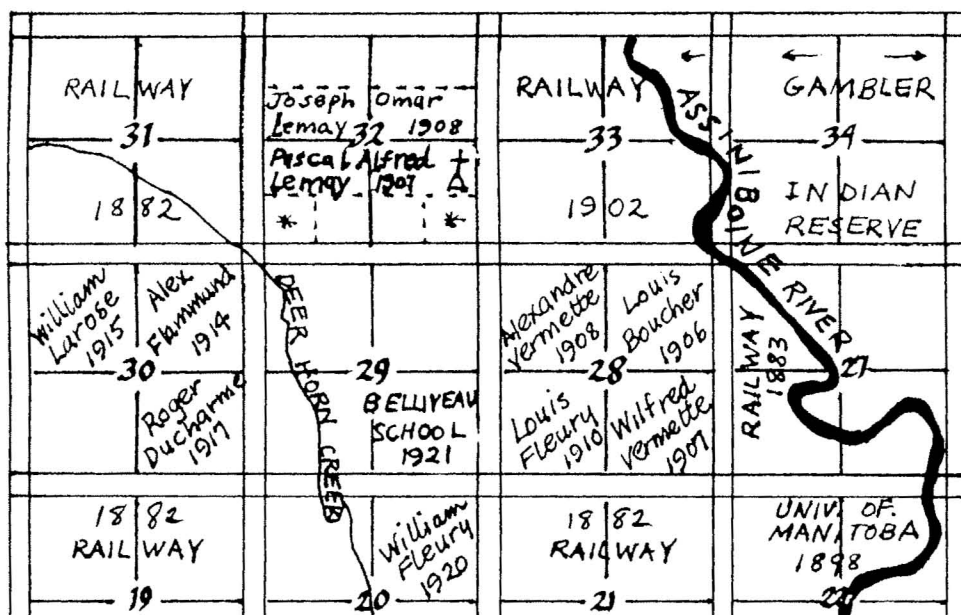 RAILWAY
31
1882
Joseph Omar
Lemay 1908
32
Pascal Alfred
Lemay 1907
*
*
RAILWAY
33
1902
ASSINIBOINE RIVER
GAMBLER
34
INDIAN
RESERVE
William
Larose
1915
Alex
Flammund
1914
30
Roger
Ducharme
1917
DEER HORN CREEB
29
BELLIVEAU
SCHOOL
1921
Alexandre
Vermette
1908
Louis
Boucher
1906
28
Louis
Fleury
1910
Wilfred
Vermette
1907
RAILWAY
1883
27
1882
RAILWAY
19
William
Fleury
1920
20
1882
RAILWAY
21
UNIV. OF.
MANITOBA
1898
22